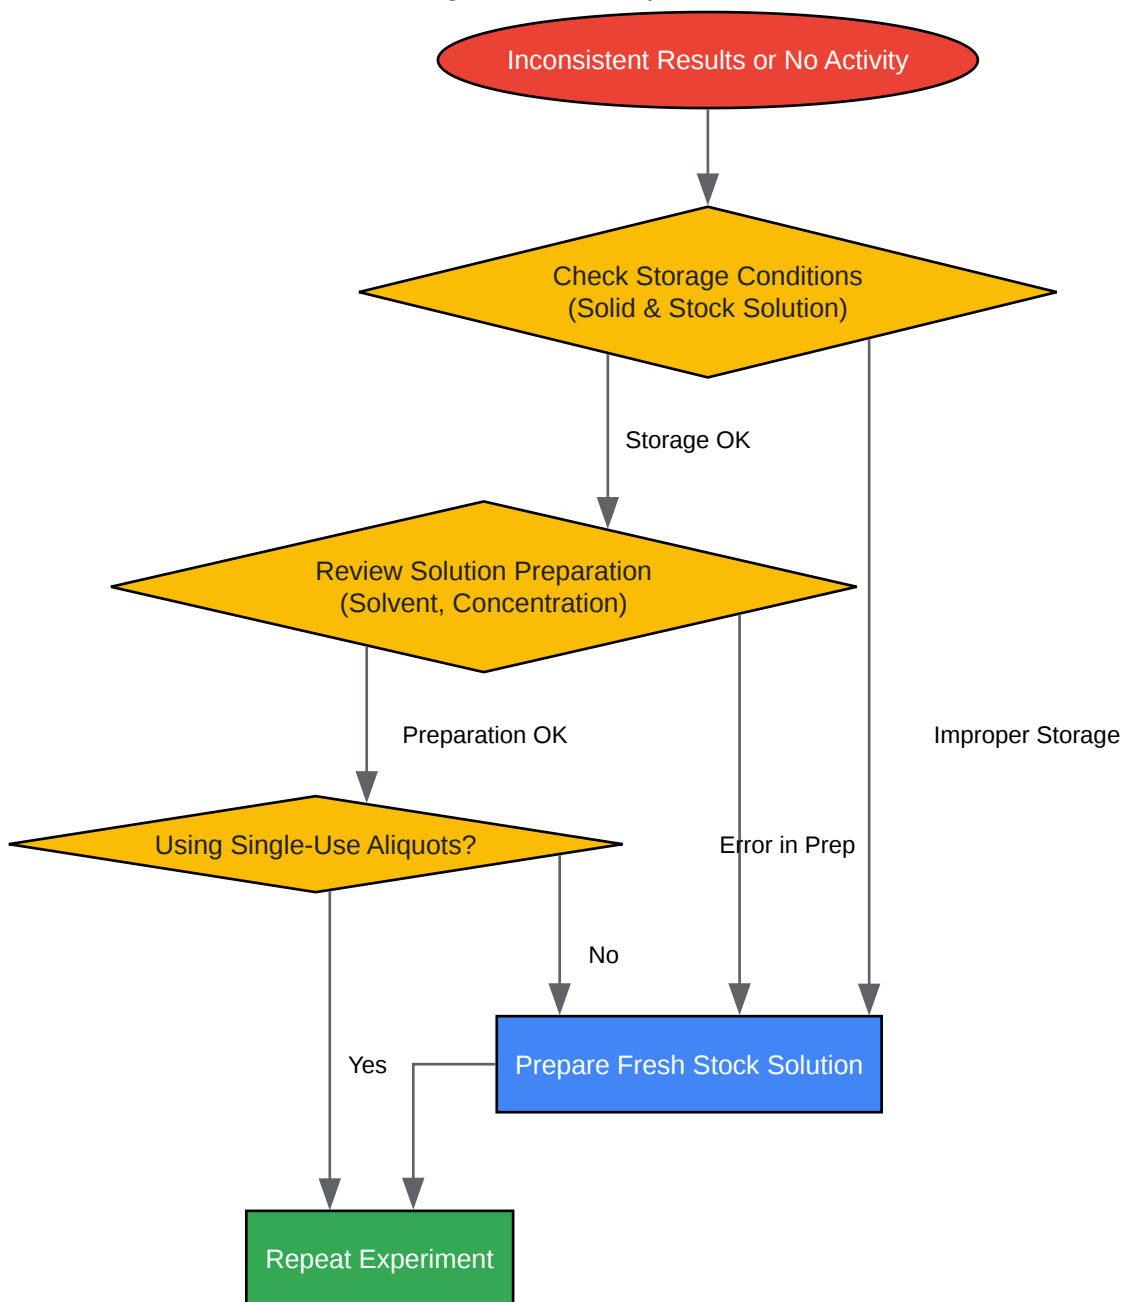 Inconsistent Results or No Activity
Check Storage Conditions
(Solid & Stock Solution)
Storage OK
Review Solution Preparation
(Solvent, Concentration)
Preparation OK
Improper Storage
Using Single-Use Aliquots?
Error in Prep
No
Yes
Prepare Fresh Stock Solution
Repeat Experiment